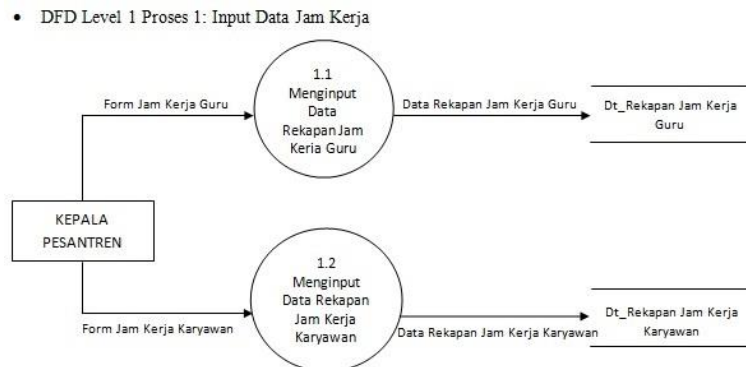 • DFD Level 1 Proses 1: Input Data Jam Kerja
1.1
Menginput
Data
Rekapan Jam
Kerja Guru
Form Jam Kerja Guru
Data Rekapan Jam Kerja Guru
Dt_Rekapan Jam Kerja
Guru
KEPALA
PESANTREN
1.2
Menginput
Data Rekapan
Jam Kerja
Karyawan
Form Jam Kerja Karyawan
Data Rekapan Jam Kerja Karyawan
Dt_Rekapan Jam Kerja
Karyawan